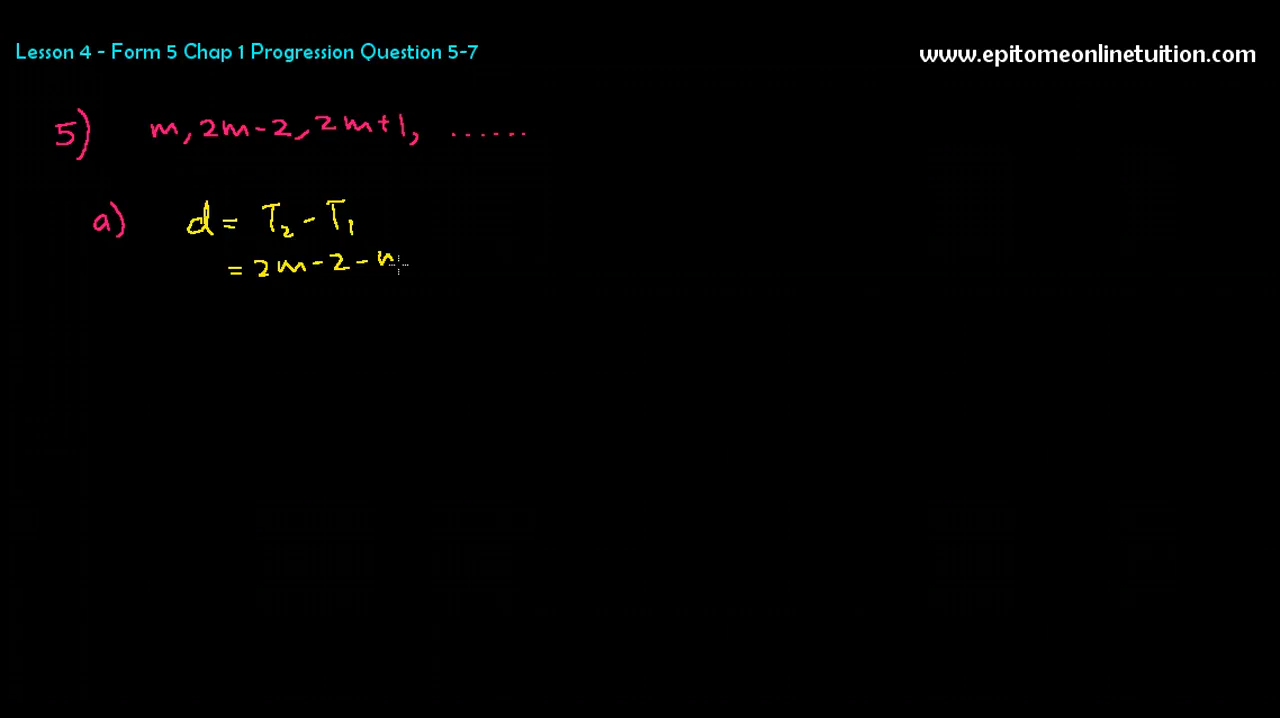 Lesson 4 - Form 5 Chap 1 Progression Question 5-7
www.epitomeonlinetuition.com
5) m, 2m-2, 2m+1, ......
a) d = T₂ - T₁
= 2m - 2 -